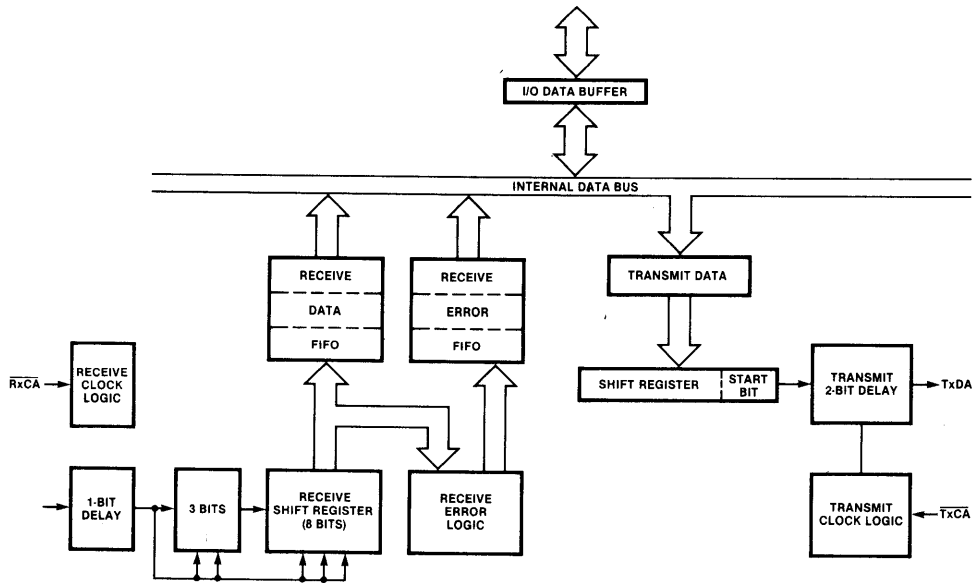 I/O DATA BUFFER
INTERNAL DATA BUS
RECEIVE
DATA
FIFO
RECEIVE
ERROR
FIFO
TRANSMIT DATA
RxCA
RECEIVE
CLOCK
LOGIC
SHIFT REGISTER
START
BIT
TRANSMIT
2-BIT DELAY
TxDA
1-BIT
DELAY
3 BITS
RECEIVE
SHIFT REGISTER
(8 BITS)
RECEIVE
ERROR
LOGIC
TRANSMIT
CLOCK LOGIC
TxCA